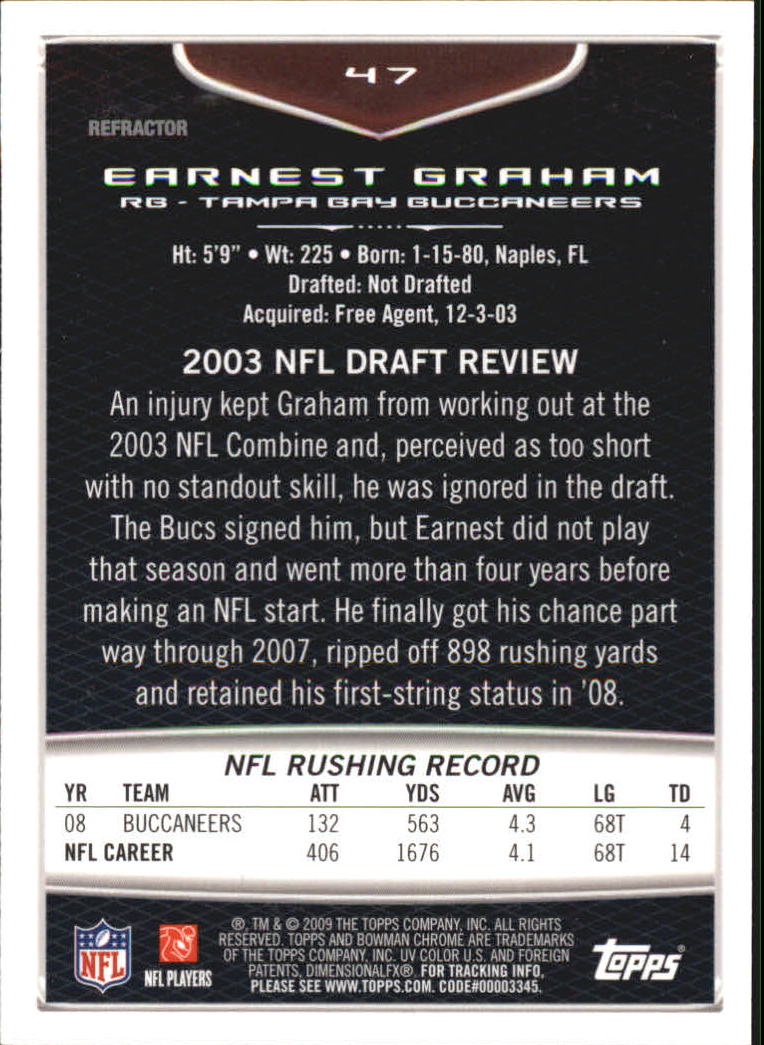 47
REFRACTOR
EARNEST GRAHAM
RB - TAMPA BAY BUCCANEERS
Ht: 5'9" • Wt: 225 • Born: 1-15-80, Naples, FL
Drafted: Not Drafted
Acquired: Free Agent, 12-3-03
2003 NFL DRAFT REVIEW
An injury kept Graham from working out at the
2003 NFL Combine and, perceived as too short
with no standout skill, he was ignored in the draft.
The Bucs signed him, but Earnest did not play
that season and went more than four years before
making an NFL start. He finally got his chance part
way through 2007, ripped off 898 rushing yards
and retained his first-string status in '08.
NFL RUSHING RECORD
YR TEAM ATT YDS AVG LG TD
08 BUCCANEERS 132 563 4.3 68T 4
NFL CAREER 406 1676 4.1 68T 14
®, TM & © 2009 THE TOPPS COMPANY, INC. ALL RIGHTS
RESERVED. TOPPS AND BOWMAN CHROME ARE TRADEMARKS
OF THE TOPPS COMPANY, INC. UV COLOR U.S. AND FOREIGN
PATENTS, DIMENSIONALFX®. FOR TRACKING INFO,
PLEASE SEE WWW.TOPPS.COM. CODE#00003345.
NFL
NFL PLAYERS
Topps®